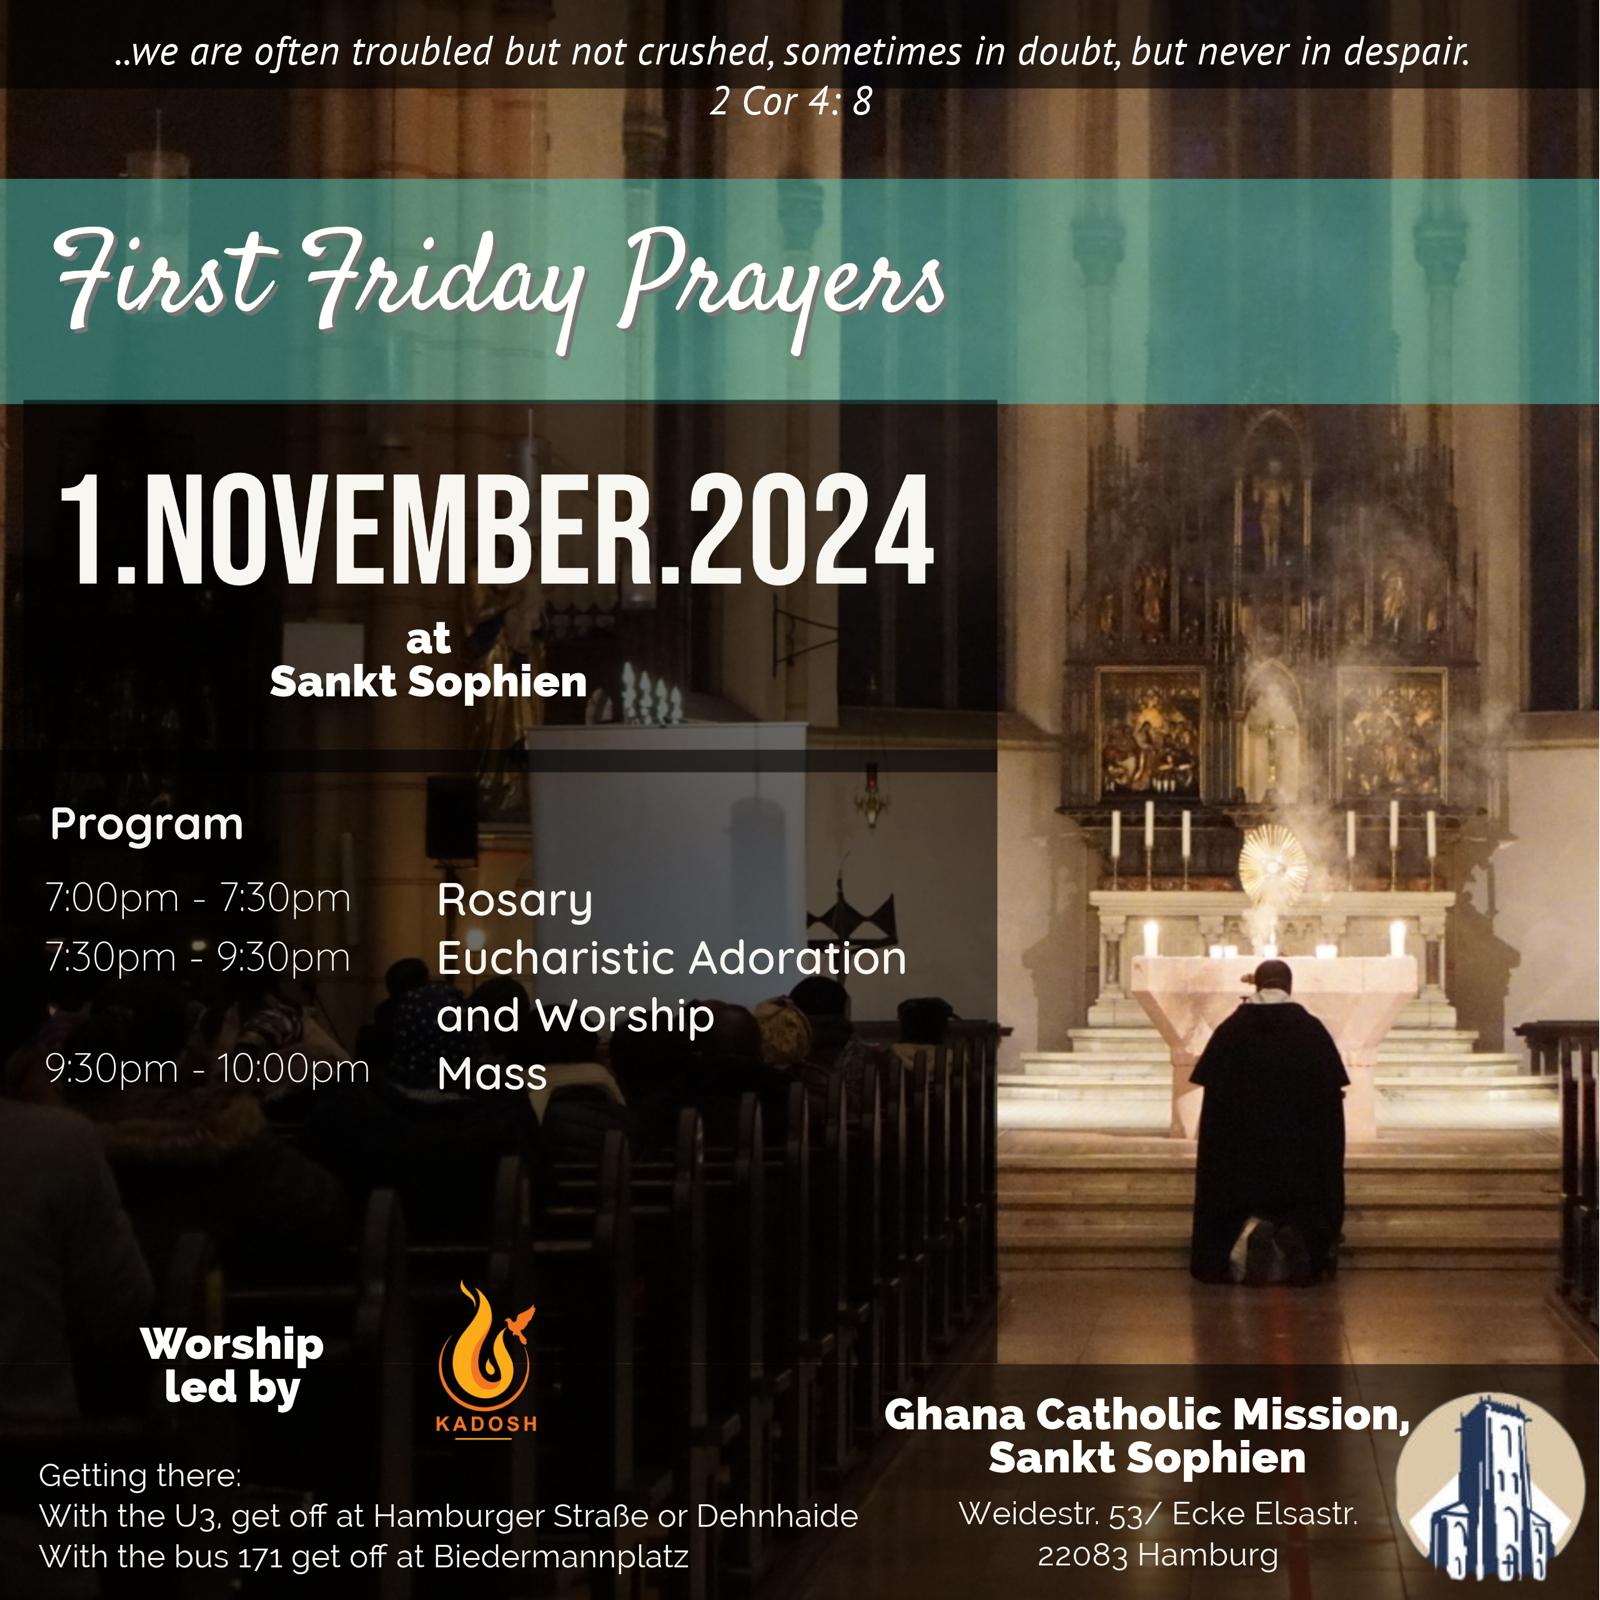 ..we are often troubled but not crushed, sometimes in doubt, but never in despair.
2 Cor 4: 8
First Friday Prayers
1.NOVEMBER.2024
at
Sankt Sophien
Program
7:00pm - 7:30pm Rosary
7:30pm - 9:30pm Eucharistic Adoration
and Worship
9:30pm - 10:00pm Mass
Worship
led by
KADOSH
Getting there:
With the U3, get off at Hamburger Straße or Dehnhaide
With the bus 171 get off at Biedermannplatz
Ghana Catholic Mission,
Sankt Sophien
Weidestr. 53/ Ecke Elsastr.
22083 Hamburg